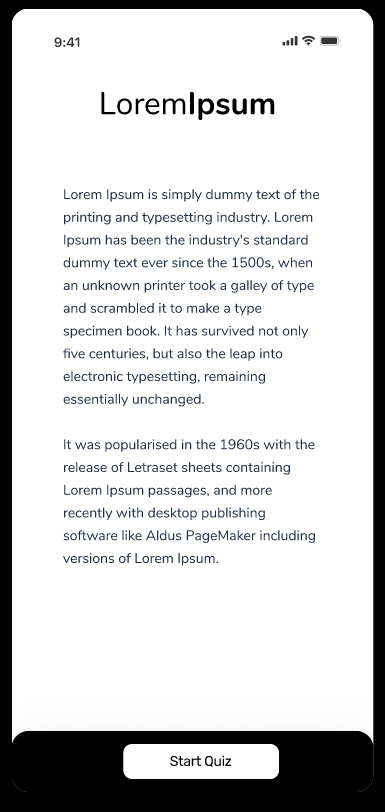 9:41
LoremIpsum
Lorem Ipsum is simply dummy text of the
printing and typesetting industry. Lorem
Ipsum has been the industry's standard
dummy text ever since the 1500s, when
an unknown printer took a galley of type
and scrambled it to make a type
specimen book. It has survived not only
five centuries, but also the leap into
electronic typesetting, remaining
essentially unchanged.
It was popularised in the 1960s with the
release of Letraset sheets containing
Lorem Ipsum passages, and more
recently with desktop publishing
software like Aldus PageMaker including
versions of Lorem Ipsum.
Start Quiz